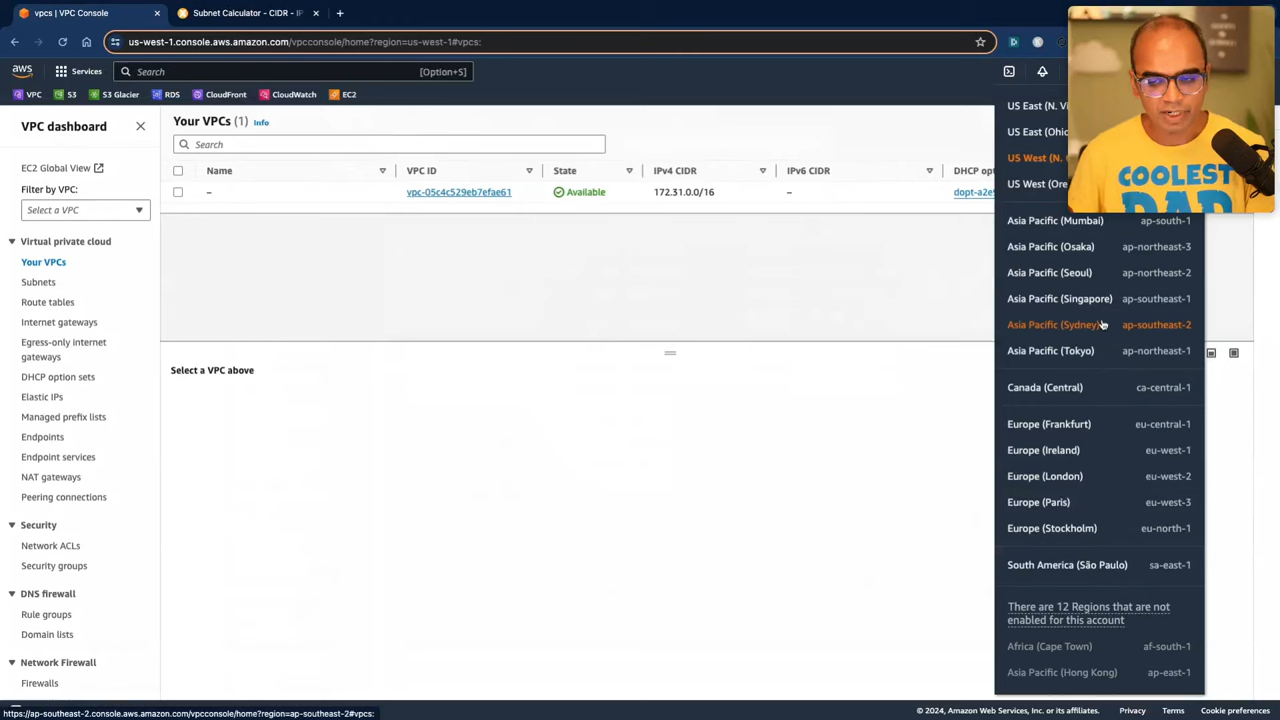 vpcs | VPC Console
Subnet Calculator - CIDR - IP
us-west-1.console.aws.amazon.com/vpcconsole/home?region=us-west-1#vpcs:
aws
Services
Search
[Option+S]
VPC
S3
S3 Glacier
RDS
CloudFront
CloudWatch
EC2
VPC dashboard
EC2 Global View
Filter by VPC:
Select a VPC
Virtual private cloud
Your VPCs
Subnets
Route tables
Internet gateways
Egress-only internet
gateways
DHCP option sets
Elastic IPs
Managed prefix lists
Endpoints
Endpoint services
NAT gateways
Peering connections
Security
Network ACLs
Security groups
DNS firewall
Rule groups
Domain lists
Network Firewall
Firewalls
Your VPCs (1) Info
Search
Name
VPC ID
State
IPv4 CIDR
IPv6 CIDR
DHCP opt
–
vpc-05c4c529eb7efae61
Available
172.31.0.0/16
–
dopt-a2e5
Select a VPC above
US East (N. Vi
US East (Ohio
US West (N.
US West (Ore
Asia Pacific (Mumbai) ap-south-1
Asia Pacific (Osaka) ap-northeast-3
Asia Pacific (Seoul) ap-northeast-2
Asia Pacific (Singapore) ap-southeast-1
Asia Pacific (Sydney) ap-southeast-2
Asia Pacific (Tokyo) ap-northeast-1
Canada (Central) ca-central-1
Europe (Frankfurt) eu-central-1
Europe (Ireland) eu-west-1
Europe (London) eu-west-2
Europe (Paris) eu-west-3
Europe (Stockholm) eu-north-1
South America (São Paulo) sa-east-1
There are 12 Regions that are not
enabled for this account
Africa (Cape Town) af-south-1
Asia Pacific (Hong Kong) ap-east-1
COOLEST
DAD
https://ap-southeast-2.console.aws.amazon.com/vpcconsole/home?region=ap-southeast-2#vpcs:
© 2024, Amazon Web Services, Inc. or its affiliates.
Privacy
Terms
Cookie preferences